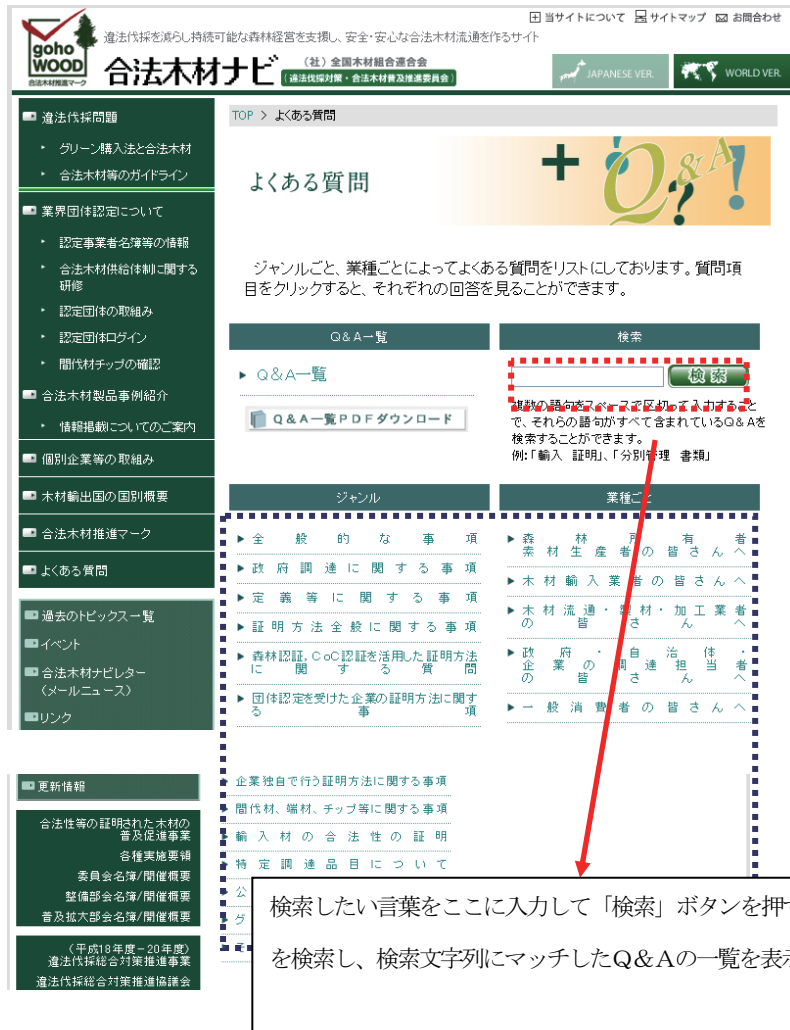 当サイトについて サイトマップ お問合わせ
違法伐採を減らし持続可能な森林経営を支援し、安全・安心な合法木材流通を作るサイト
goho
WOOD
合法木材推進マーク
合法木材ナビ
(社)全国木材組合連合会
(違法伐採対策・合法木材普及推進委員会)
JAPANESE VER.
WORLD VER.
違法伐採問題
グリーン購入法と合法木材
合法木材等のガイドライン
業界団体認定について
認定事業者名簿等の情報
合法木材供給体制に関する
研修
認定団体の取組み
認定団体ログイン
間伐材チップの確認
合法木材製品事例紹介
情報掲載についてのご案内
個別企業等の取組み
木材輸出国の国別概要
合法木材推進マーク
よくある質問
過去のトピックス一覧
イベント
合法木材ナビレター
(メールニュース)
リンク
更新情報
合法性等の証明された木材の
普及促進事業
各種実施要領
委員会名簿/開催概要
整備部会名簿/開催概要
普及拡大部会名簿/開催概要
(平成18年度-20年度)
違法伐採総合対策推進事業
違法伐採総合対策推進協議会
TOP > よくある質問
よくある質問
Q&A
ジャンルごと、業種ごとによってよくある質問をリストにしております。質問項
目をクリックすると、それぞれの回答を見ることができます。
Q&A一覧
Q&A一覧
Q&A一覧PDFダウンロード
検索
検索
複数の語句をスペースで区切って入力すること
で、それらの語句がすべて含まれているQ&Aを
検索することができます。
例:「輸入 証明」、「分別管理 書類」
ジャンル
全般的な事項
政府調達に関する事項
定義等に関する事項
証明方法全般に関する事項
森林認証,CoC認証を活用した証明方法
に関する質問
団体認定を受けた企業の証明方法に関す
る事項
企業独自で行う証明方法に関する事項
間伐材、端材、チップ等に関する事項
輸入材の合法性の証明
特定調達品目について
公
グ
そ
業種ごと
森林所有者
素材生産者の皆さんへ
木材輸入業者の皆さんへ
木材流通・製材・加工業者
の皆さんへ
政府・自治体・
企業の調達担当者
の皆さんへ
一般消費者の皆さんへ
検索したい言葉をここに入力して「検索」ボタンを押す
を検索し、検索文字列にマッチしたQ&Aの一覧を表示